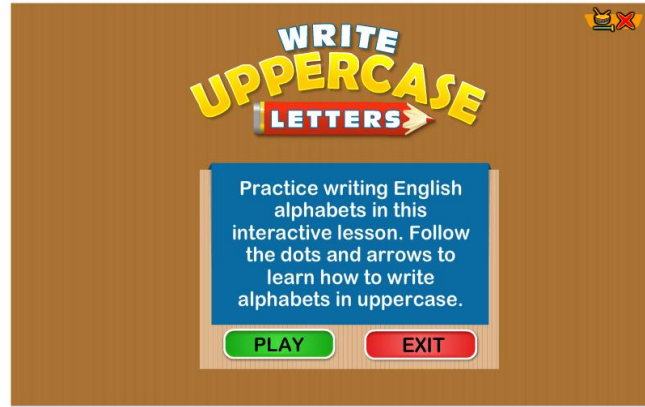 WRITE
UPPERCASE
LETTERS
Practice writing English
alphabets in this
interactive lesson. Follow
the dots and arrows to
learn how to write
alphabets in uppercase.
PLAY
EXIT